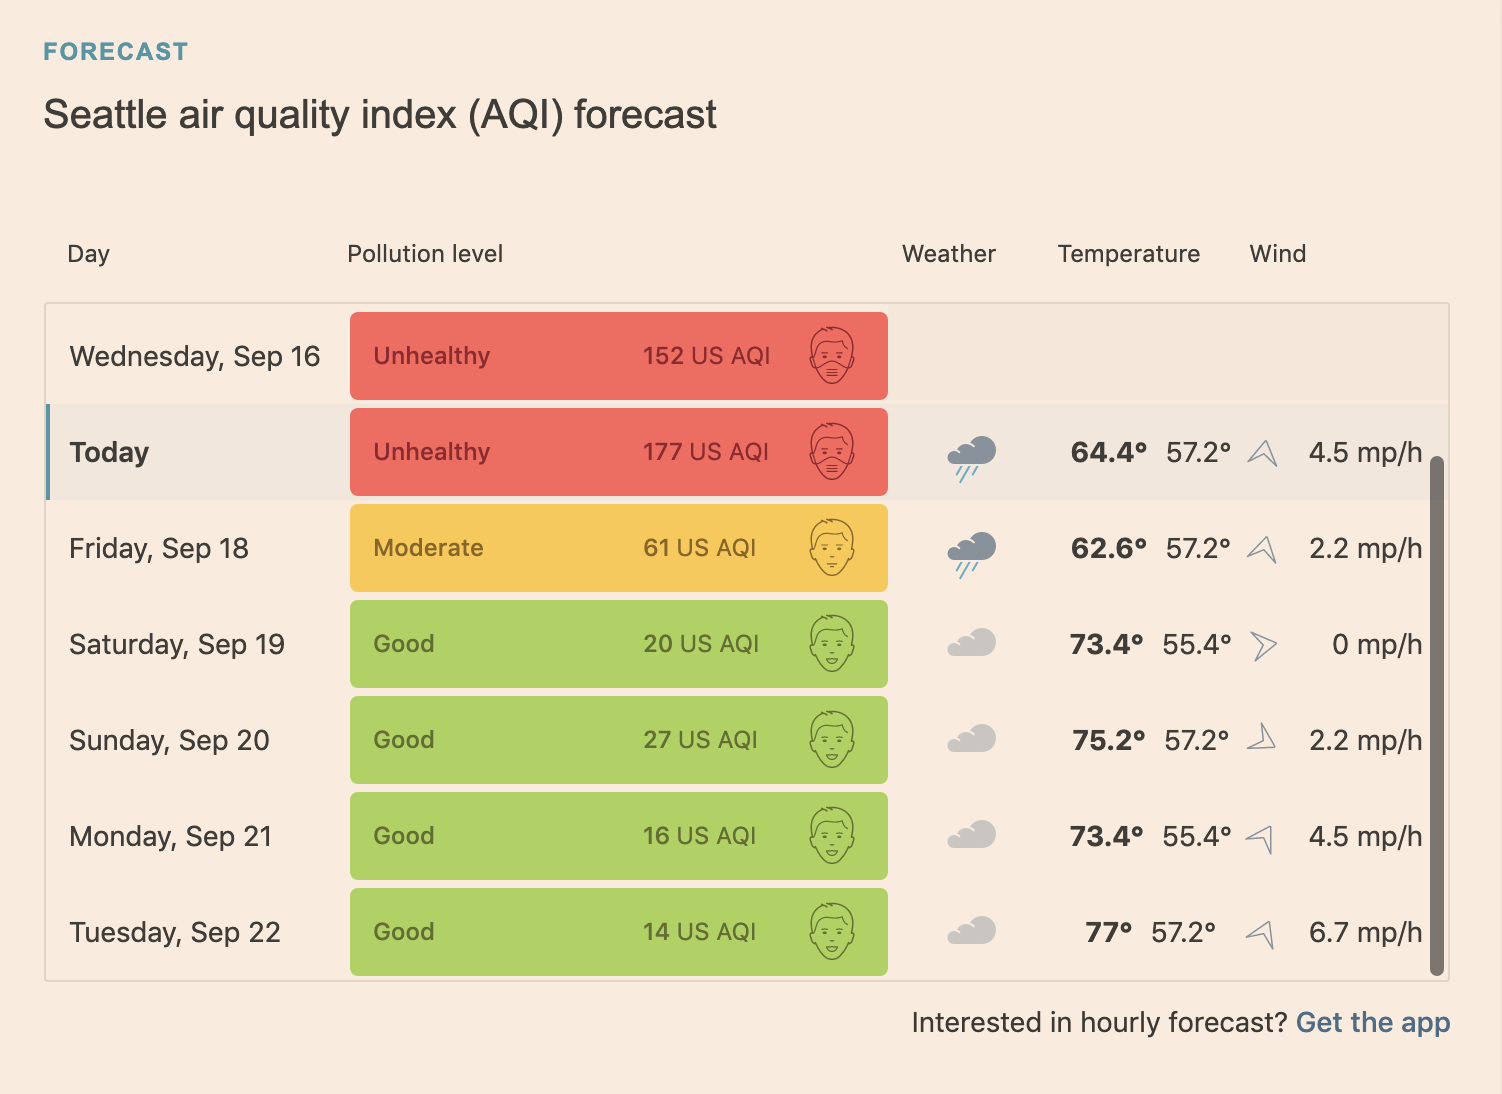 FORECAST
Seattle air quality index (AQI) forecast
Day Pollution level Weather Temperature Wind
Wednesday, Sep 16 Unhealthy 152 US AQI
Today Unhealthy 177 US AQI 64.4° 57.2° 4.5 mp/h
Friday, Sep 18 Moderate 61 US AQI 62.6° 57.2° 2.2 mp/h
Saturday, Sep 19 Good 20 US AQI 73.4° 55.4° 0 mp/h
Sunday, Sep 20 Good 27 US AQI 75.2° 57.2° 2.2 mp/h
Monday, Sep 21 Good 16 US AQI 73.4° 55.4° 4.5 mp/h
Tuesday, Sep 22 Good 14 US AQI 77° 57.2° 6.7 mp/h
Interested in hourly forecast? Get the app